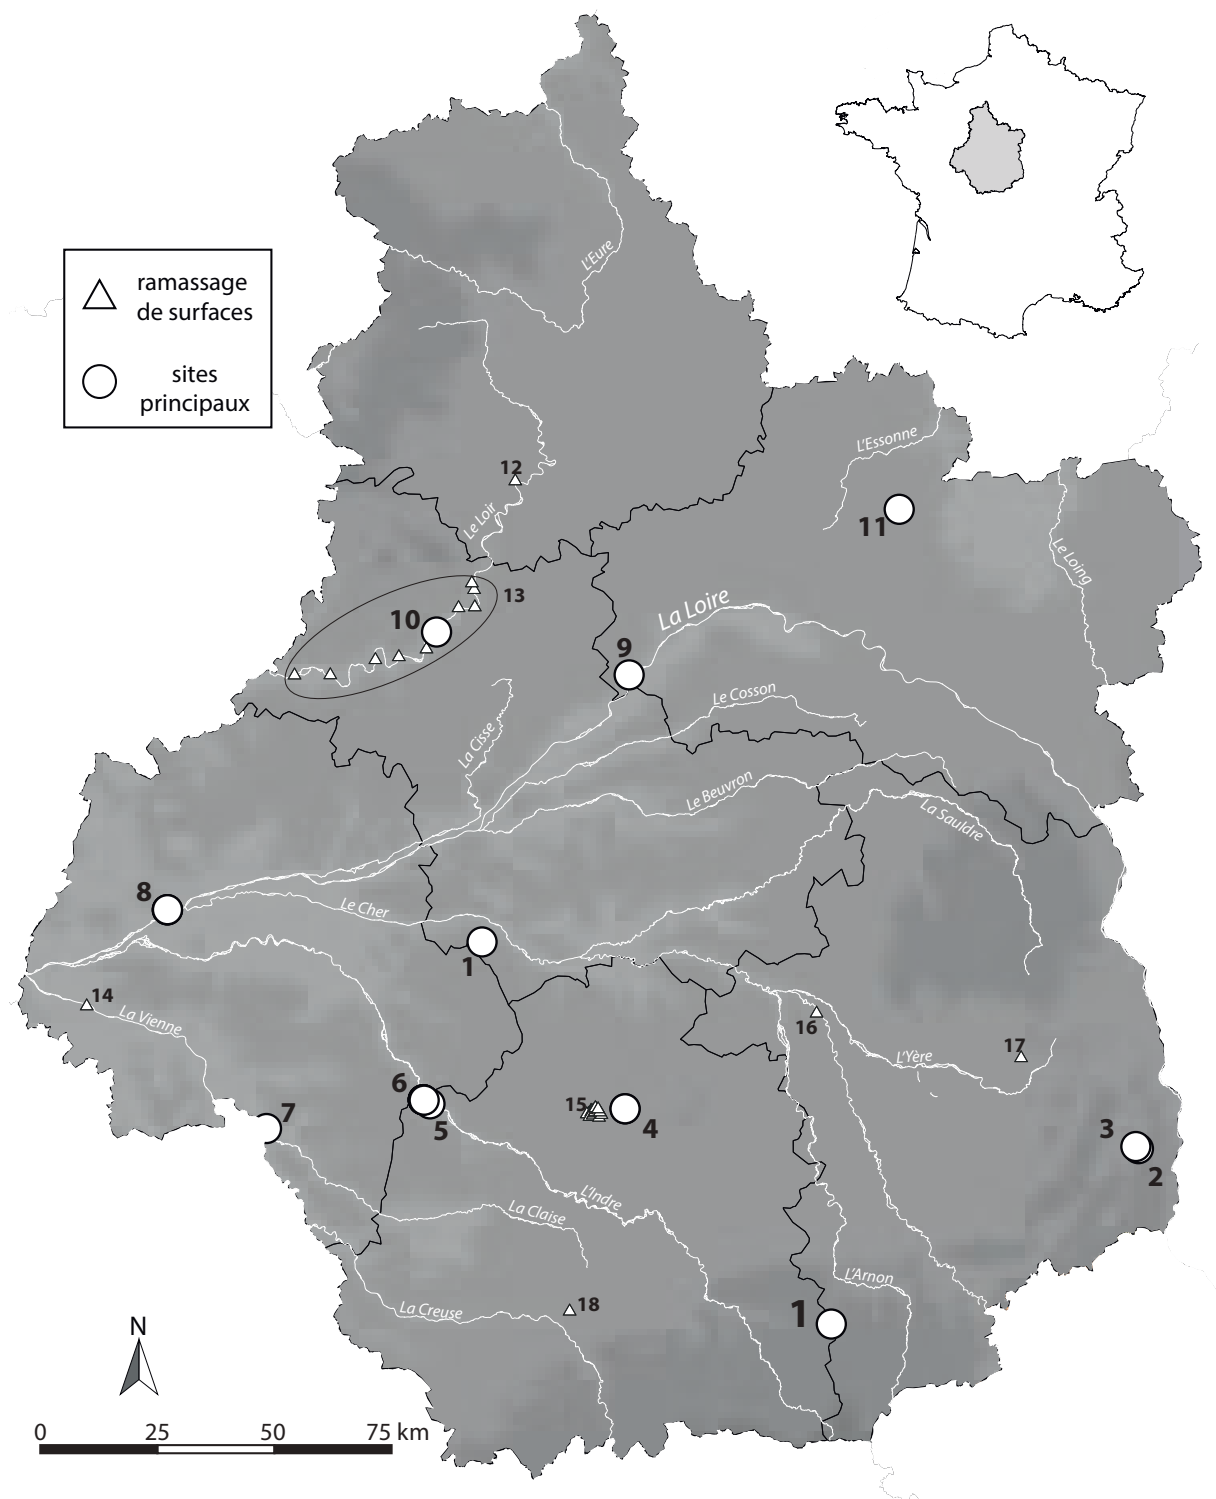 L'Eure
ramassage
de surfaces
sites
principaux
L'Essonne
12
Le Loir
11
Le Loing
13
La Loire
10
9
Le Cosson
La Cisse
Le Beuvron
La Sauldre
8
Le Cher
1
14
La Vienne
16
17
L'Yère
6
15
7
5
4
3
2
L'Indre
La Claise
L'Arnon
La Creuse
18
1
N
0 25 50 75 km